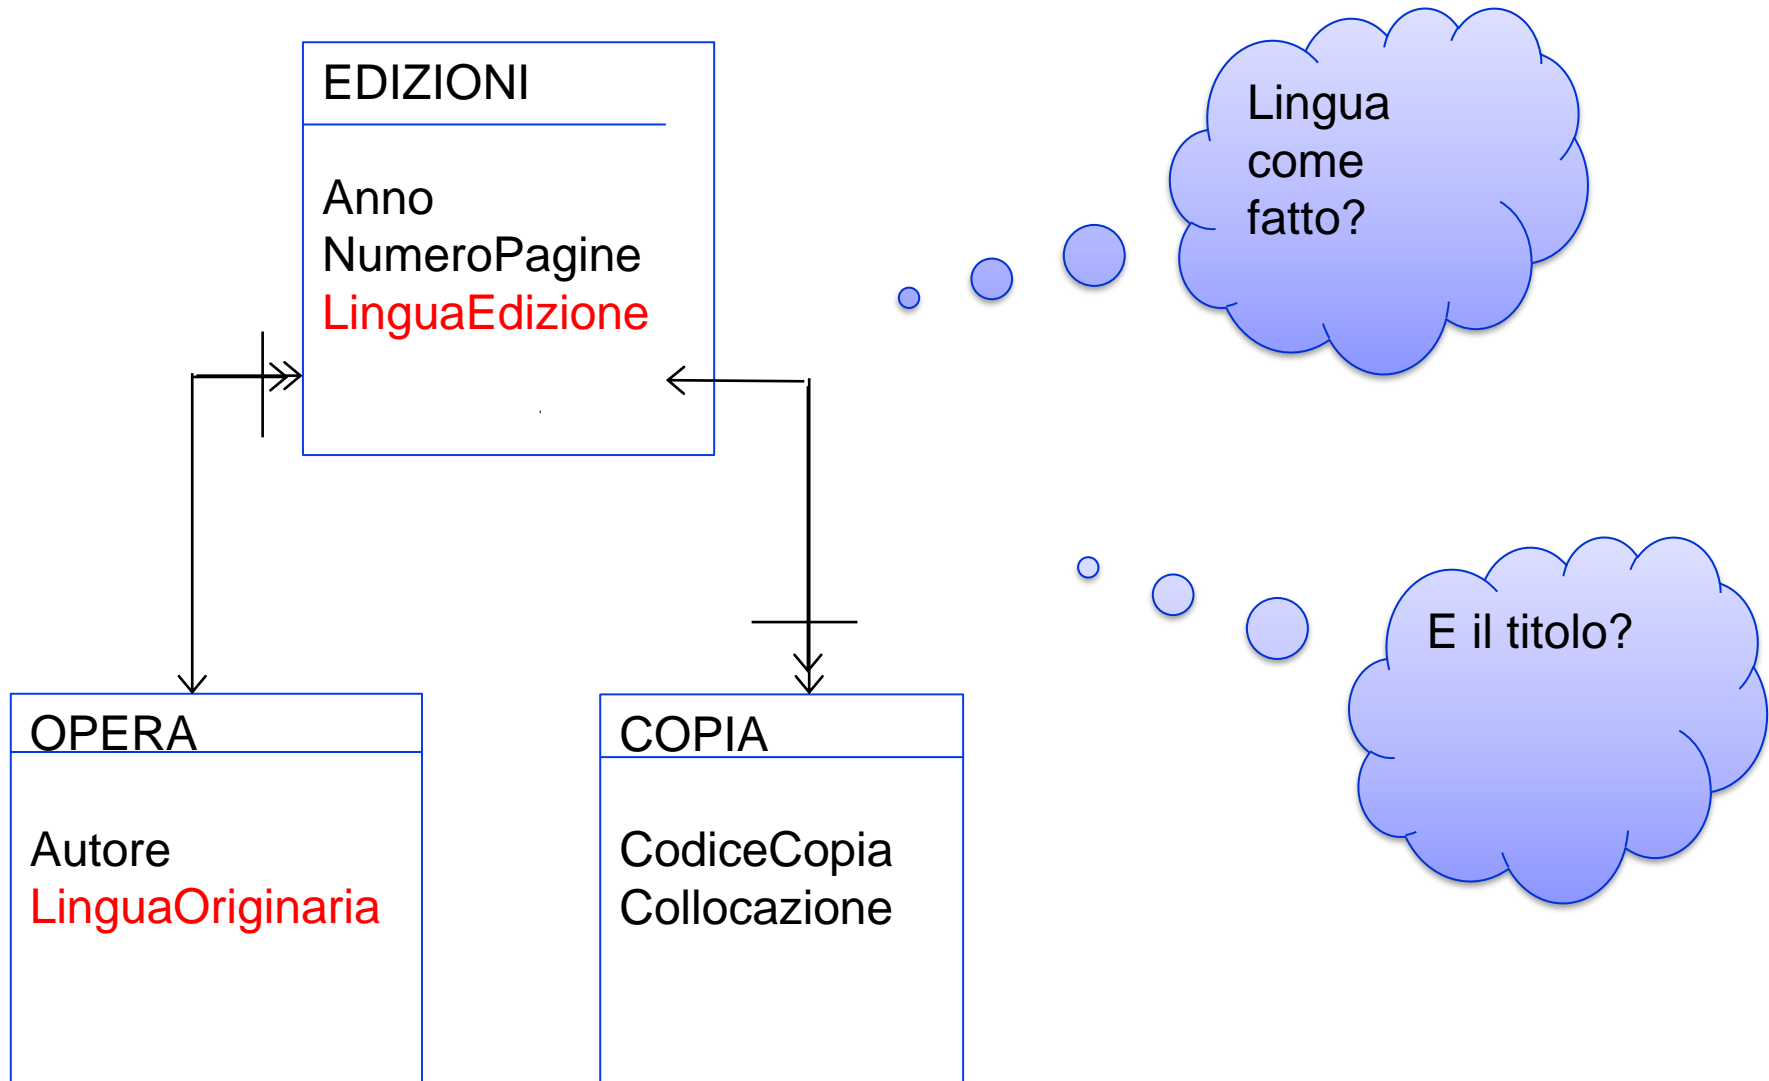 EDIZIONI
Anno
NumeroPagine
LinguaEdizione
Lingua
come
fatto?
E il titolo?
OPERA
Autore
LinguaOriginaria
COPIA
CodiceCopia
Collocazione